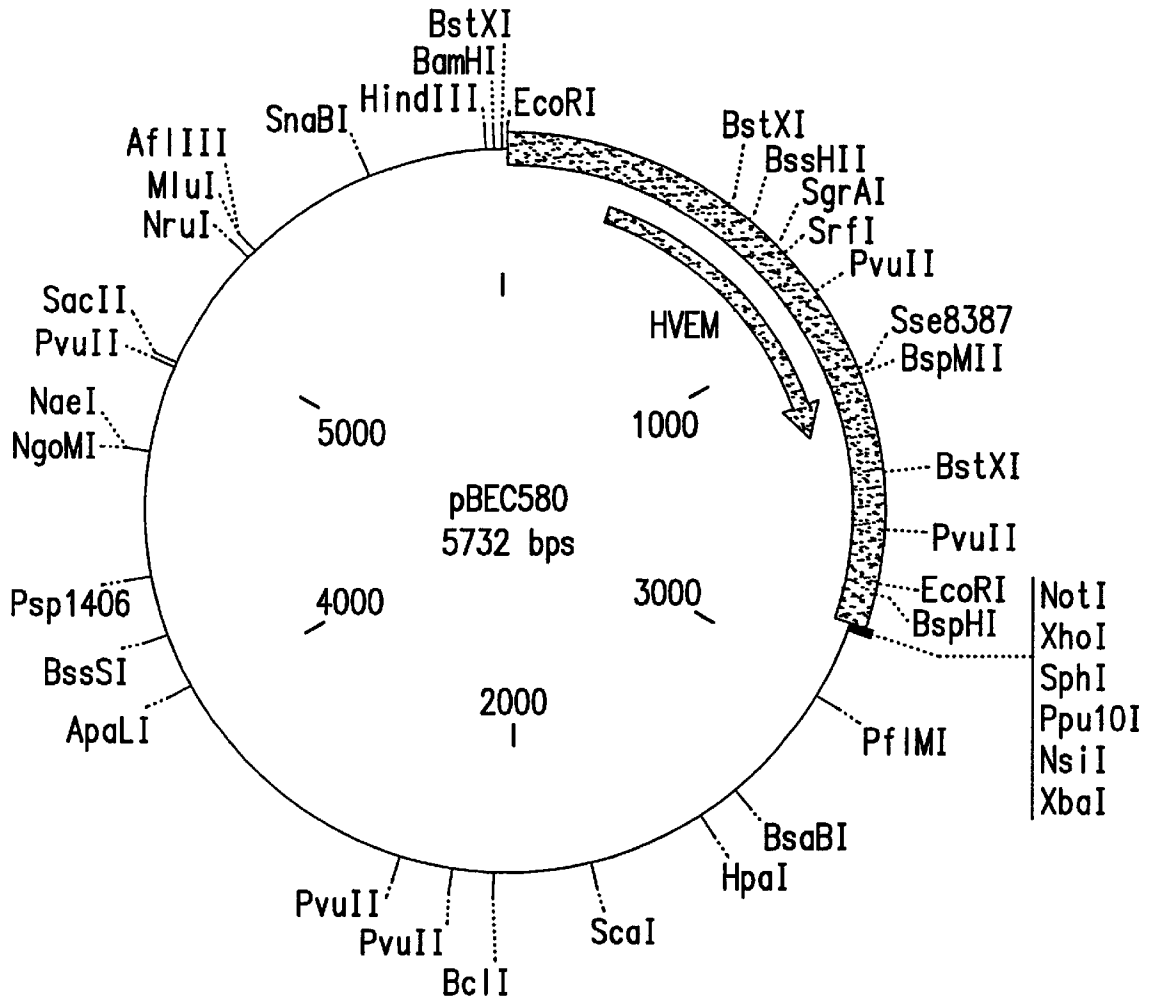 BstXI
BamHI
HindIII
EcoRI
SnaBI
BstXI
AflIII
BssHII
MluI
SgrAI
NruI
SrfI
PvuII
SacII
HVEM
Sse8387
PvuII
BspMII
NaeI
5000
1000
NgoMI
BstXI
pBEC580
5732 bps
PvuII
Psp1406
4000
3000
EcoRI
BspHI
NotI
XhoI
SphI
Ppu10I
NsiI
XbaI
BssSI
ApaLI
2000
PflMI
BsaBI
HpaI
PvuII
PvuII
ScaI
BclI